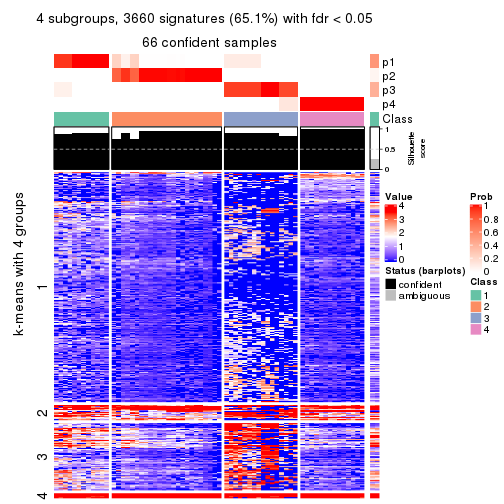 4 subgroups, 3660 signatures (65.1%) with fdr < 0.05
66 confident samples
p1
p2
p3
p4
Class
1
0.5
0
Silhouette
score
k-means with 4 groups
1
2
3
4
Value
4
3
2
1
0
Prob
1
0.8
0.6
0.4
0.2
0
Status (barplots)
confident
ambiguous
Class
1
2
3
4